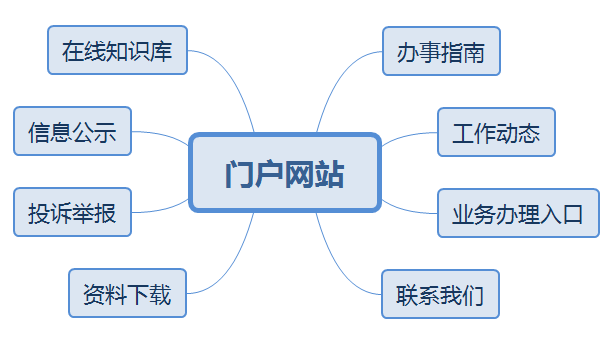 在线知识库
办事指南
信息公示
工作动态
门户网站
投诉举报
业务办理入口
资料下载
联系我们